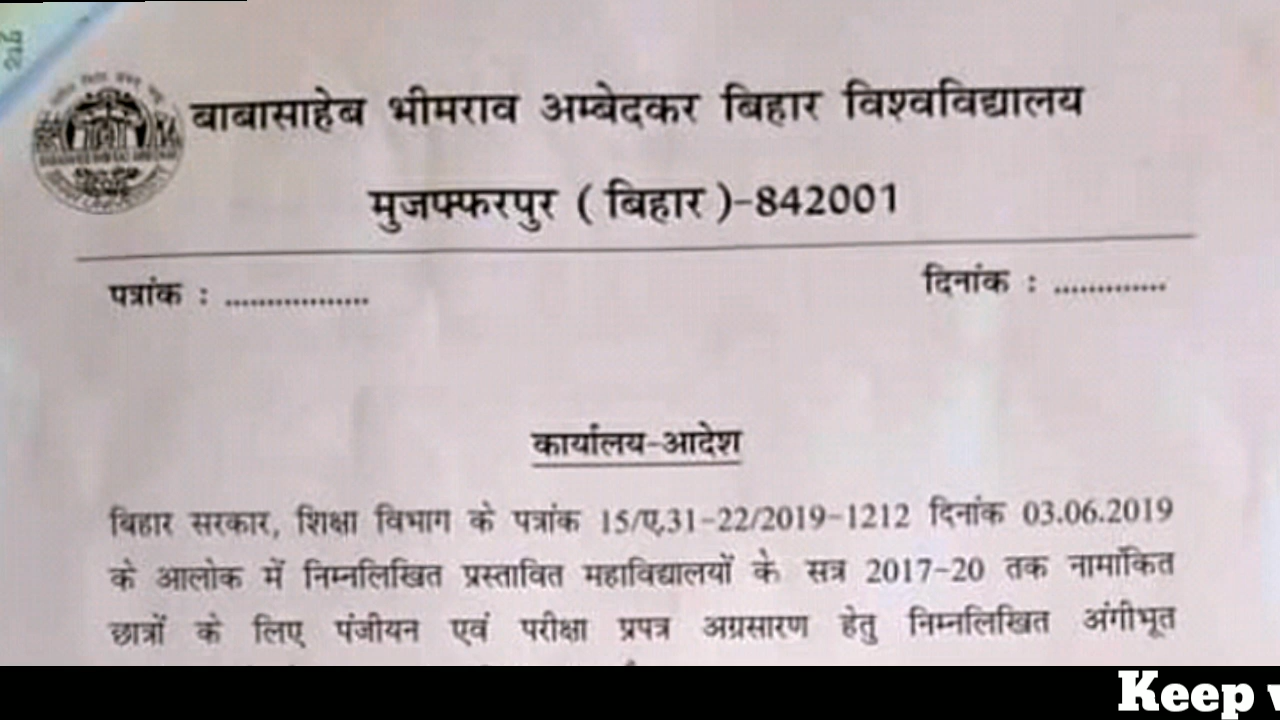 बाबासाहेब भीमराव अम्बेदकर बिहार विश्वविद्यालय
मुजफ्फरपुर ( बिहार )-842001
पत्रांक : .................
दिनांक : .............
कार्यालय-आदेश
बिहार सरकार, शिक्षा विभाग के पत्रांक 15/ए.31-22/2019-1212 दिनांक 03.06.2019
के आलोक में निम्नलिखित प्रस्तावित महाविद्यालयों के सत्र 2017-20 तक नामांकित
छात्रों के लिए पंजीयन एवं परीक्षा प्रपत्र अग्रसारण हेतु निम्नलिखित अंगीभूत
Keep